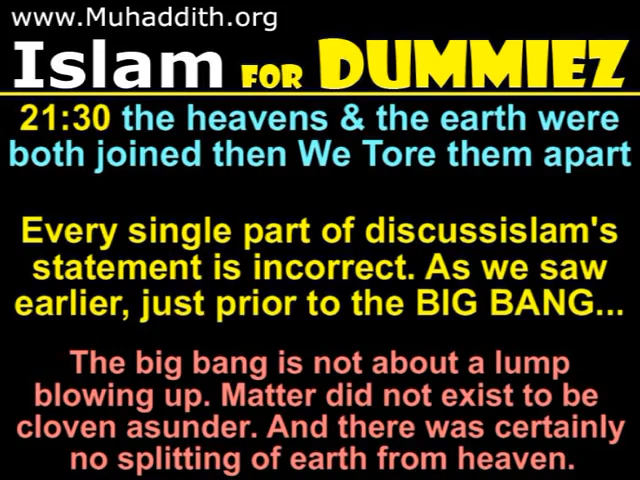 www.Muhaddith.org
Islam FOR DUMMIEZ
21:30 the heavens & the earth were
both joined then We Tore them apart
Every single part of discussislam's
statement is incorrect. As we saw
earlier, just prior to the BIG BANG...
The big bang is not about a lump
blowing up. Matter did not exist to be
cloven asunder. And there was certainly
no splitting of earth from heaven.